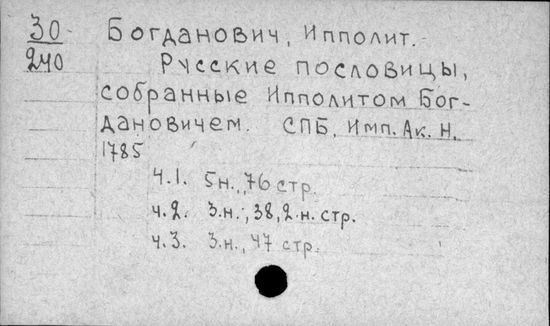 30
240
Богданович, Ипполит.
Русские пословицы,
собранные Ипполитом Бог-
дановичем. СПБ, Имп. Ак. Н.
1785
ч.1. 5н., 76 стр.
ч.2. 3.н., 38, 2.н. стр.
ч.3. 3.н., 47 стр.